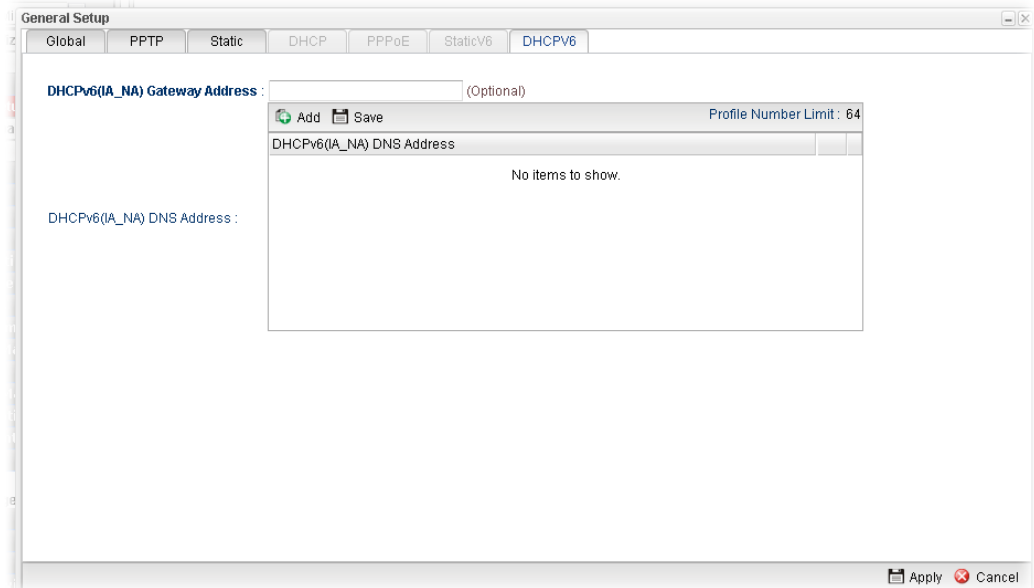 General Setup
Global PPTP Static DHCP PPPoE StaticV6 DHCPV6
DHCPv6(IA_NA) Gateway Address : (Optional)
Add Save Profile Number Limit : 64
DHCPv6(IA_NA) DNS Address
No items to show.
DHCPv6(IA_NA) DNS Address :
Apply Cancel